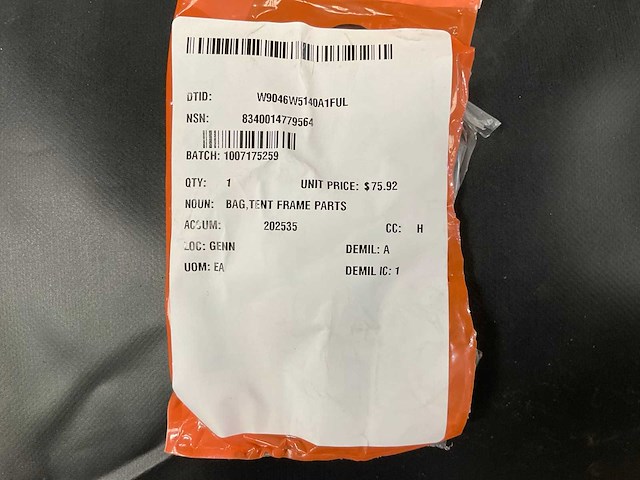 DTID: W9046W5140A1FUL
NSN: 8340014779564
BATCH: 1007175259
QTY: 1 UNIT PRICE: $75.92
NOUN: BAG,TENT FRAME PARTS
ACSUM: 202535 CC: H
LOC: GENN DEMIL: A
UOM: EA DEMIL IC: 1